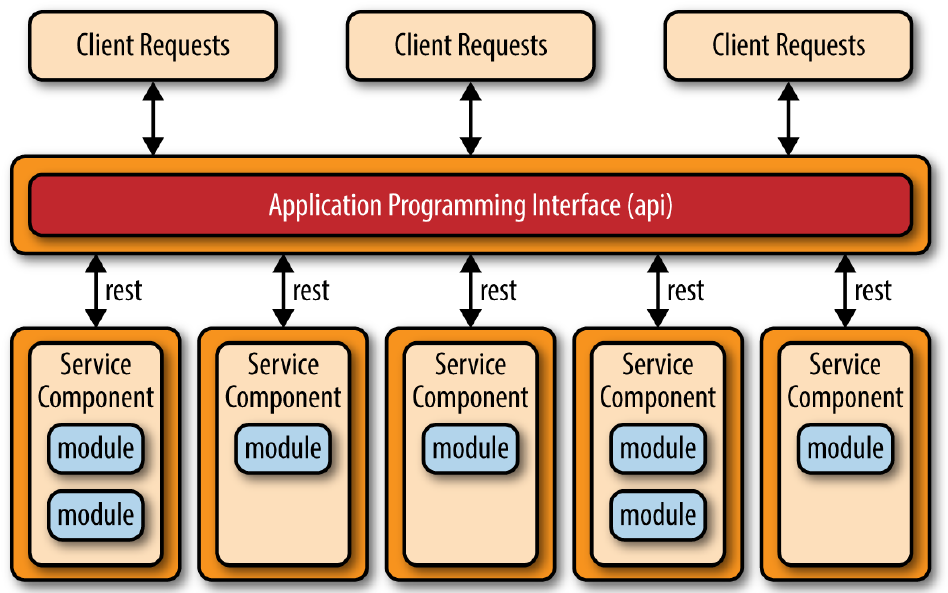 Client Requests
Client Requests
Client Requests
Application Programming Interface (api)
rest
rest
rest
rest
rest
Service
Component
module
module
Service
Component
module
Service
Component
module
Service
Component
module
module
Service
Component
module